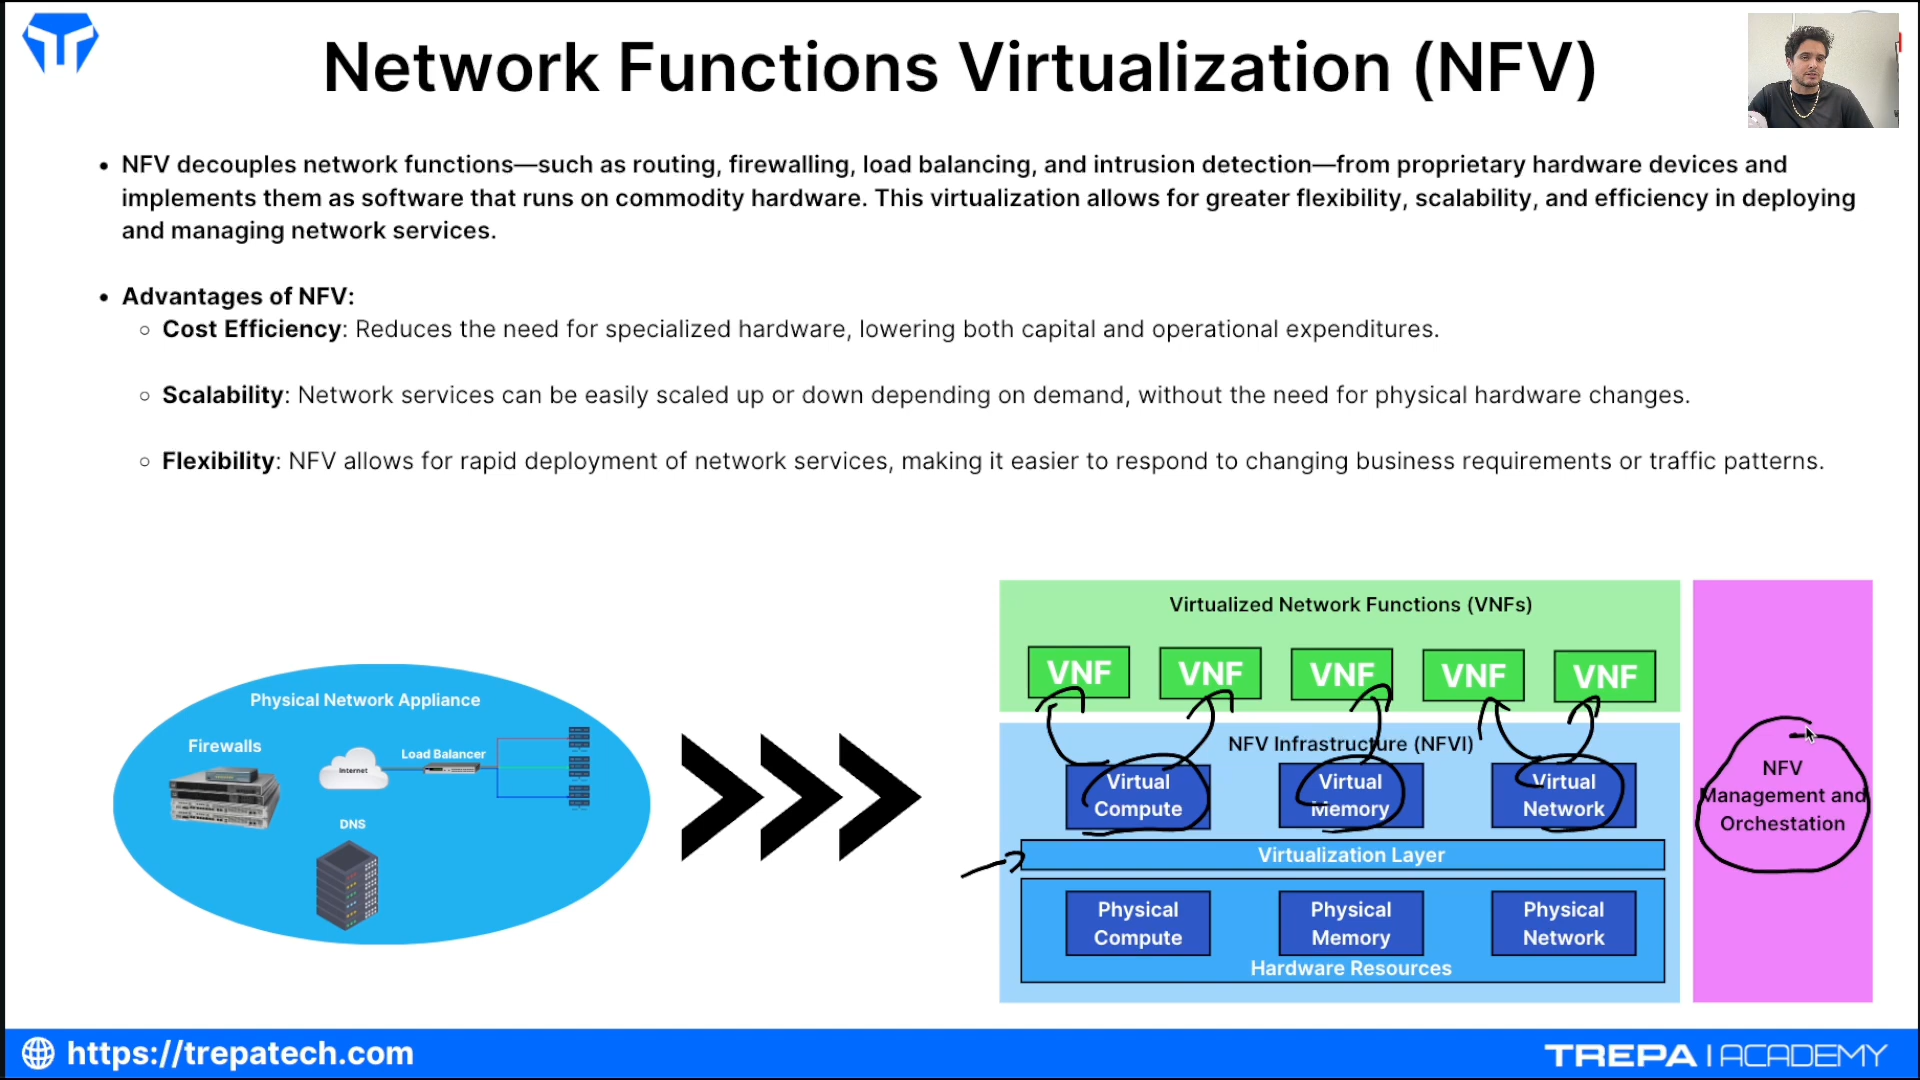 Network Functions Virtualization (NFV)
• NFV decouples network functions—such as routing, firewalling, load balancing, and intrusion detection—from proprietary hardware devices and
implements them as software that runs on commodity hardware. This virtualization allows for greater flexibility, scalability, and efficiency in deploying
and managing network services.
• Advantages of NFV:
○ Cost Efficiency: Reduces the need for specialized hardware, lowering both capital and operational expenditures.
○ Scalability: Network services can be easily scaled up or down depending on demand, without the need for physical hardware changes.
○ Flexibility: NFV allows for rapid deployment of network services, making it easier to respond to changing business requirements or traffic patterns.
Physical Network Appliance
Firewalls
Internet
Load Balancer
DNS
Virtualized Network Functions (VNFs)
VNF VNF VNF VNF VNF
NFV Infrastructure (NFVI)
Virtual
Compute
Virtual
Memory
Virtual
Network
Virtualization Layer
Physical
Compute
Physical
Memory
Physical
Network
Hardware Resources
NFV
Management and
Orchestation
https://trepatech.com
TREPA | ACADEMY